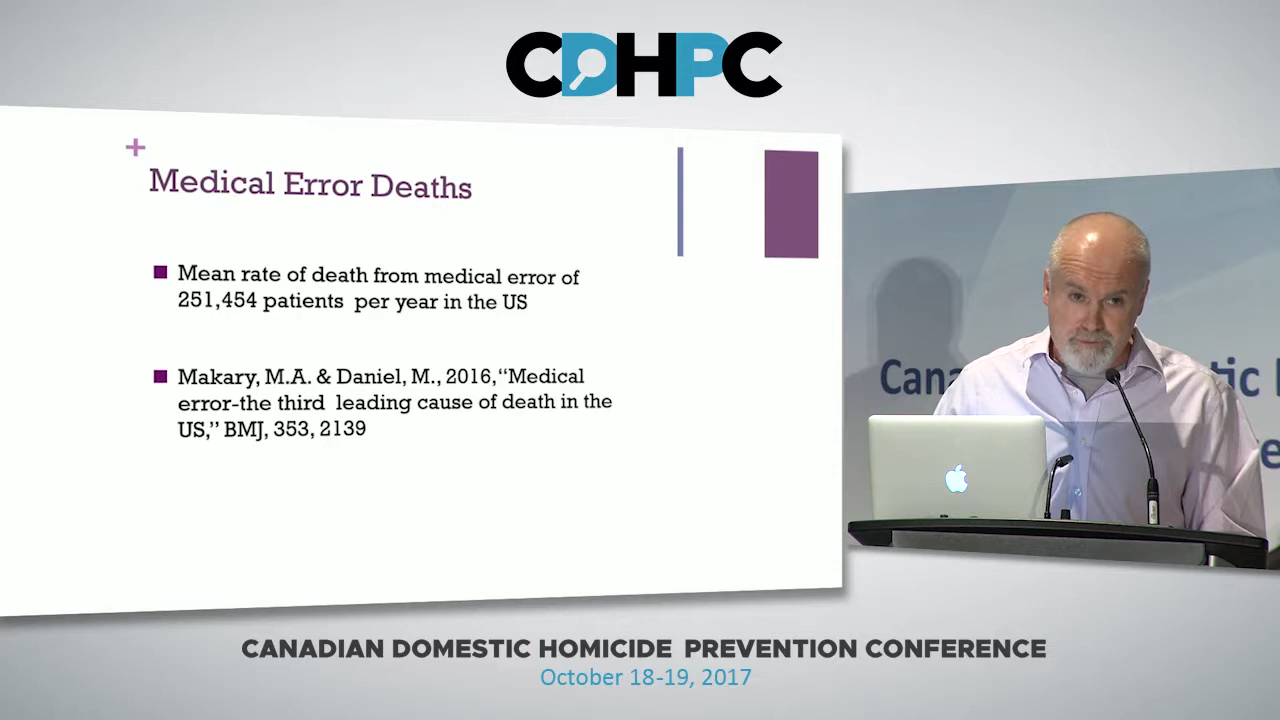 CDHPC
+
Medical Error Deaths
Mean rate of death from medical error of
251,454 patients per year in the US
Makary, M.A. & Daniel, M., 2016,“Medical
error-the third leading cause of death in the
US,” BMJ, 353, 2139
Cana
tic
CANADIAN DOMESTIC HOMICIDE PREVENTION CONFERENCE
October 18-19, 2017